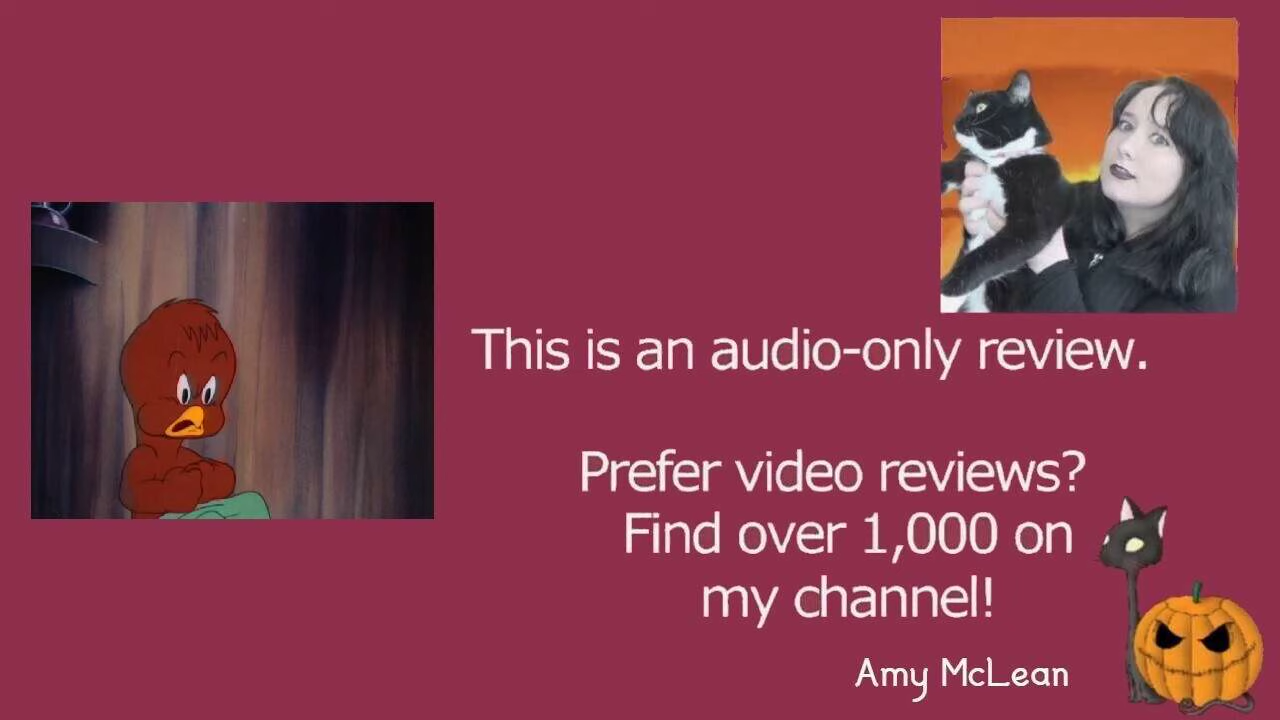 This is an audio-only review.
Prefer video reviews?
Find over 1,000 on
my channel!
Amy McLean